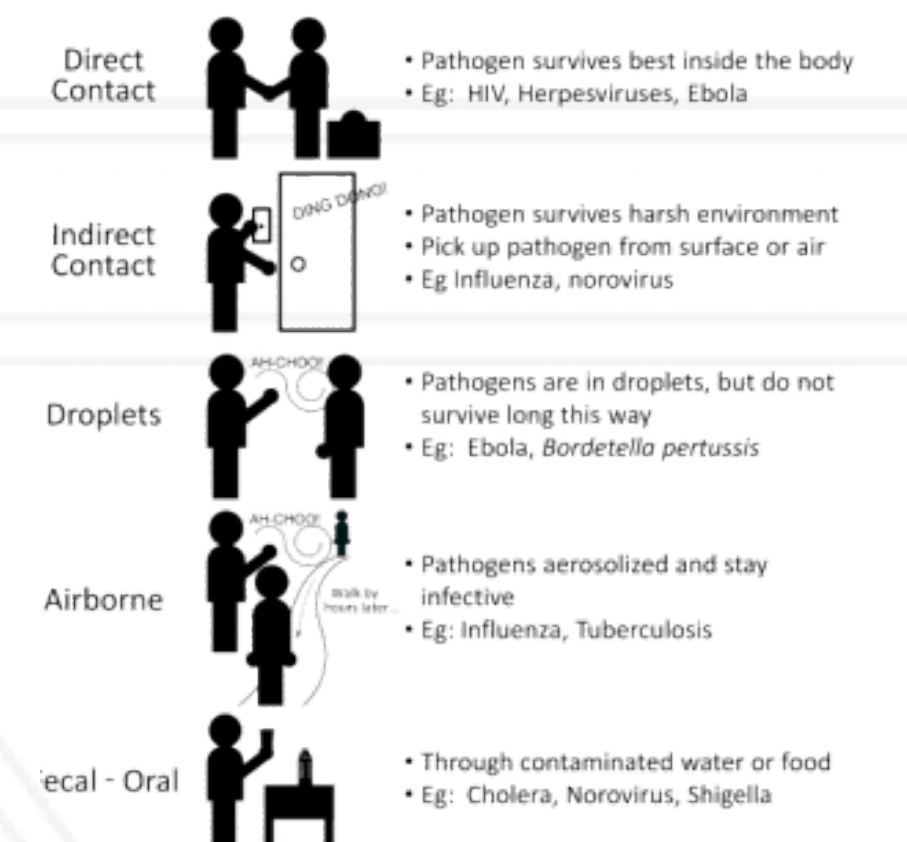 Direct
Contact
• Pathogen survives best inside the body
• Eg: HIV, Herpesviruses, Ebola
DING DONG!
Indirect
Contact
• Pathogen survives harsh environment
• Pick up pathogen from surface or air
• Eg Influenza, norovirus
AH-CHOO!
Droplets
• Pathogens are in droplets, but do not
survive long this way
• Eg: Ebola, Bordetella pertussis
AH-CHOO!
Walk by
hours later...
Airborne
• Pathogens aerosolized and stay
infective
• Eg: Influenza, Tuberculosis
ecal - Oral
• Through contaminated water or food
• Eg: Cholera, Norovirus, Shigella